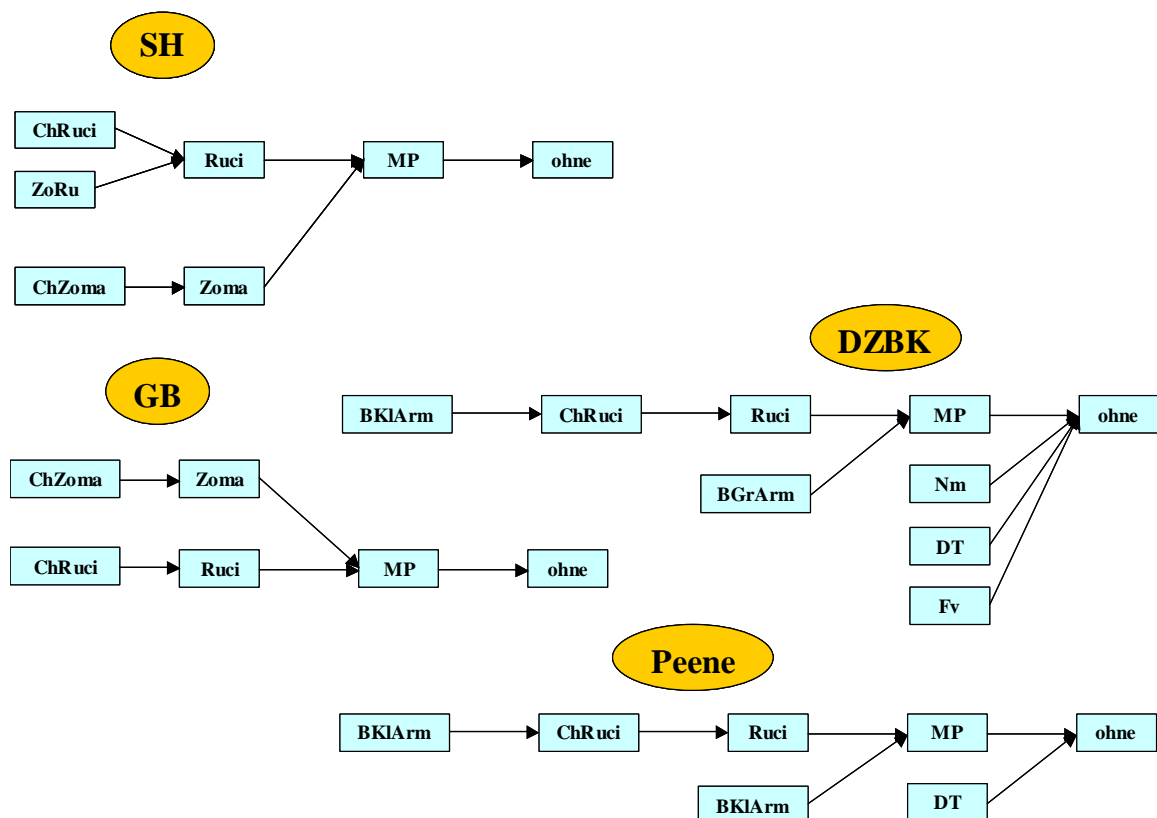 SH
ChRuci
Ruci
MP
ohne
ZoRu
ChZoma
Zoma
DZBK
GB
BKlArm
ChRuci
Ruci
MP
ohne
ChZoma
Zoma
BGrArm
Nm
DT
ChRuci
Ruci
MP
ohne
Fv
Peene
BKlArm
ChRuci
Ruci
MP
ohne
BKlArm
DT